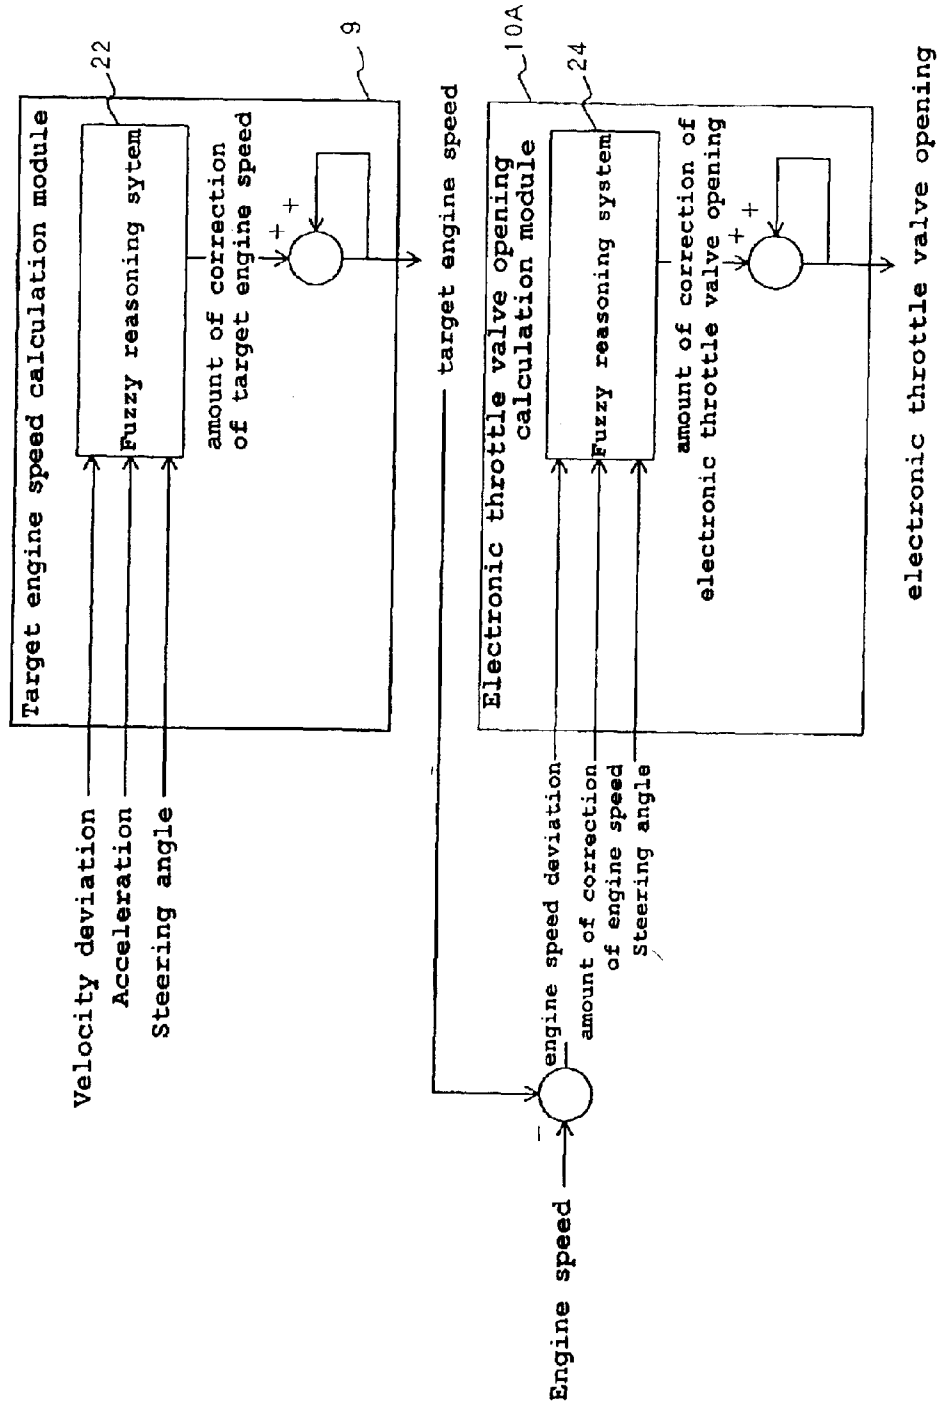 Target engine speed calculation module
22
9
Velocity deviation
Acceleration
Steering angle
Fuzzy reasoning sytem
amount of correction
of target engine speed
+
+
target engine speed
Electronic throttle valve opening
calculation module
10A
24
Engine speed
-
engine speed deviation
amount of correction
of engine speed
Steering angle
Fuzzy reasoning system
amount of correction of
electronic throttle valve opening
+
+
electronic throttle valve opening